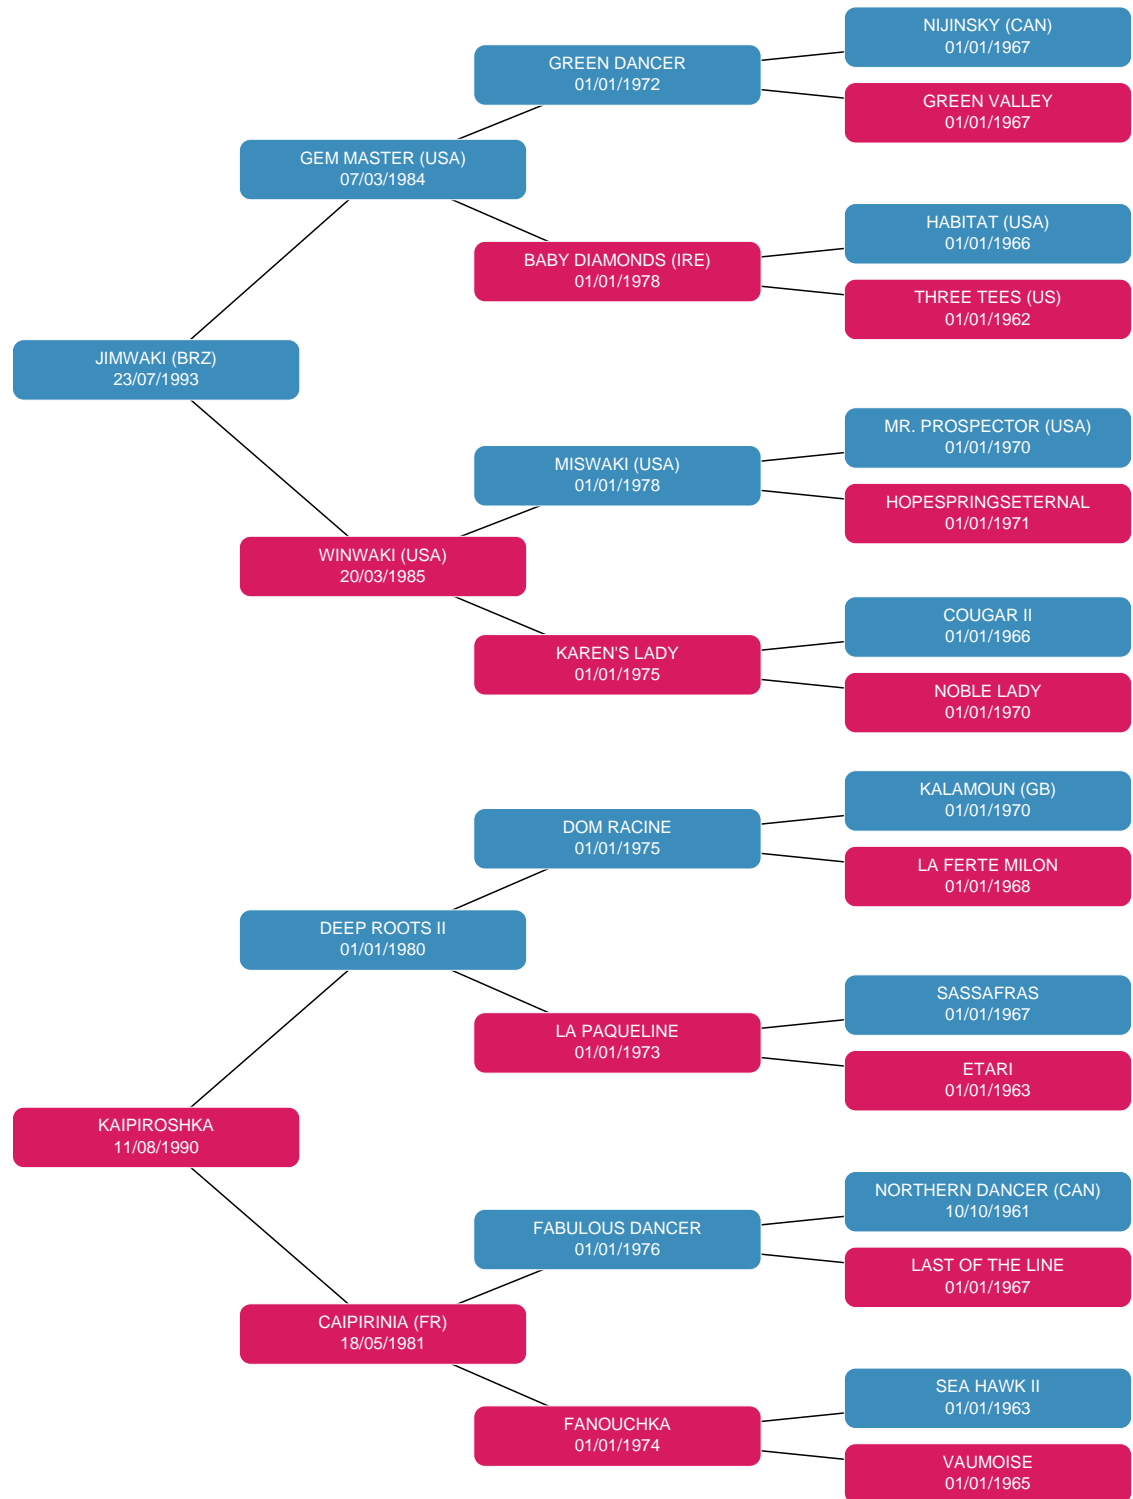 NIJINSKY (CAN)
01/01/1967
GREEN DANCER
01/01/1972
GREEN VALLEY
01/01/1967
GEM MASTER (USA)
07/03/1984
HABITAT (USA)
01/01/1966
BABY DIAMONDS (IRE)
01/01/1978
THREE TEES (US)
01/01/1962
JIMWAKI (BRZ)
23/07/1993
MR. PROSPECTOR (USA)
01/01/1970
MISWAKI (USA)
01/01/1978
HOPESPRINGSETERNAL
01/01/1971
WINWAKI (USA)
20/03/1985
COUGAR II
01/01/1966
KAREN'S LADY
01/01/1975
NOBLE LADY
01/01/1970
KALAMOUN (GB)
01/01/1970
DOM RACINE
01/01/1975
LA FERTE MILON
01/01/1968
DEEP ROOTS II
01/01/1980
SASSAFRAS
01/01/1967
LA PAQUELINE
01/01/1973
ETARI
01/01/1963
KAIPIROSHKA
11/08/1990
NORTHERN DANCER (CAN)
10/10/1961
FABULOUS DANCER
01/01/1976
LAST OF THE LINE
01/01/1967
CAIPIRINIA (FR)
18/05/1981
SEA HAWK II
01/01/1963
FANOUCHKA
01/01/1974
VAUMOISE
01/01/1965